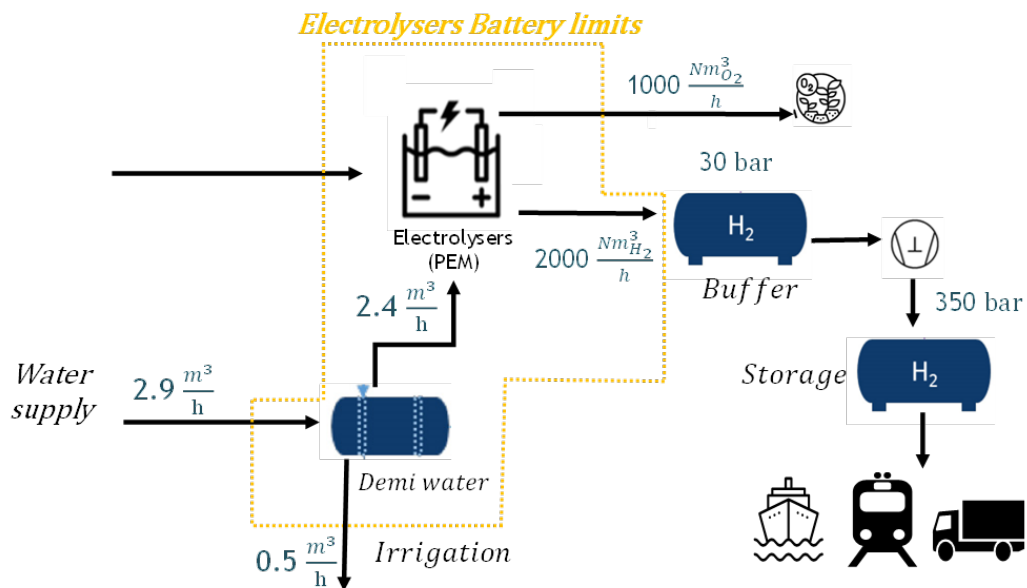 Electrolysers Battery limits
1000 Nm³O₂/h
O₂
30 bar
H₂
Electrolysers
(PEM)
2000 Nm³H₂/h
Buffer
2.4 m³/h
350 bar
Water
supply
2.9 m³/h
Storage
H₂
Demi water
Irrigation
0.5 m³/h